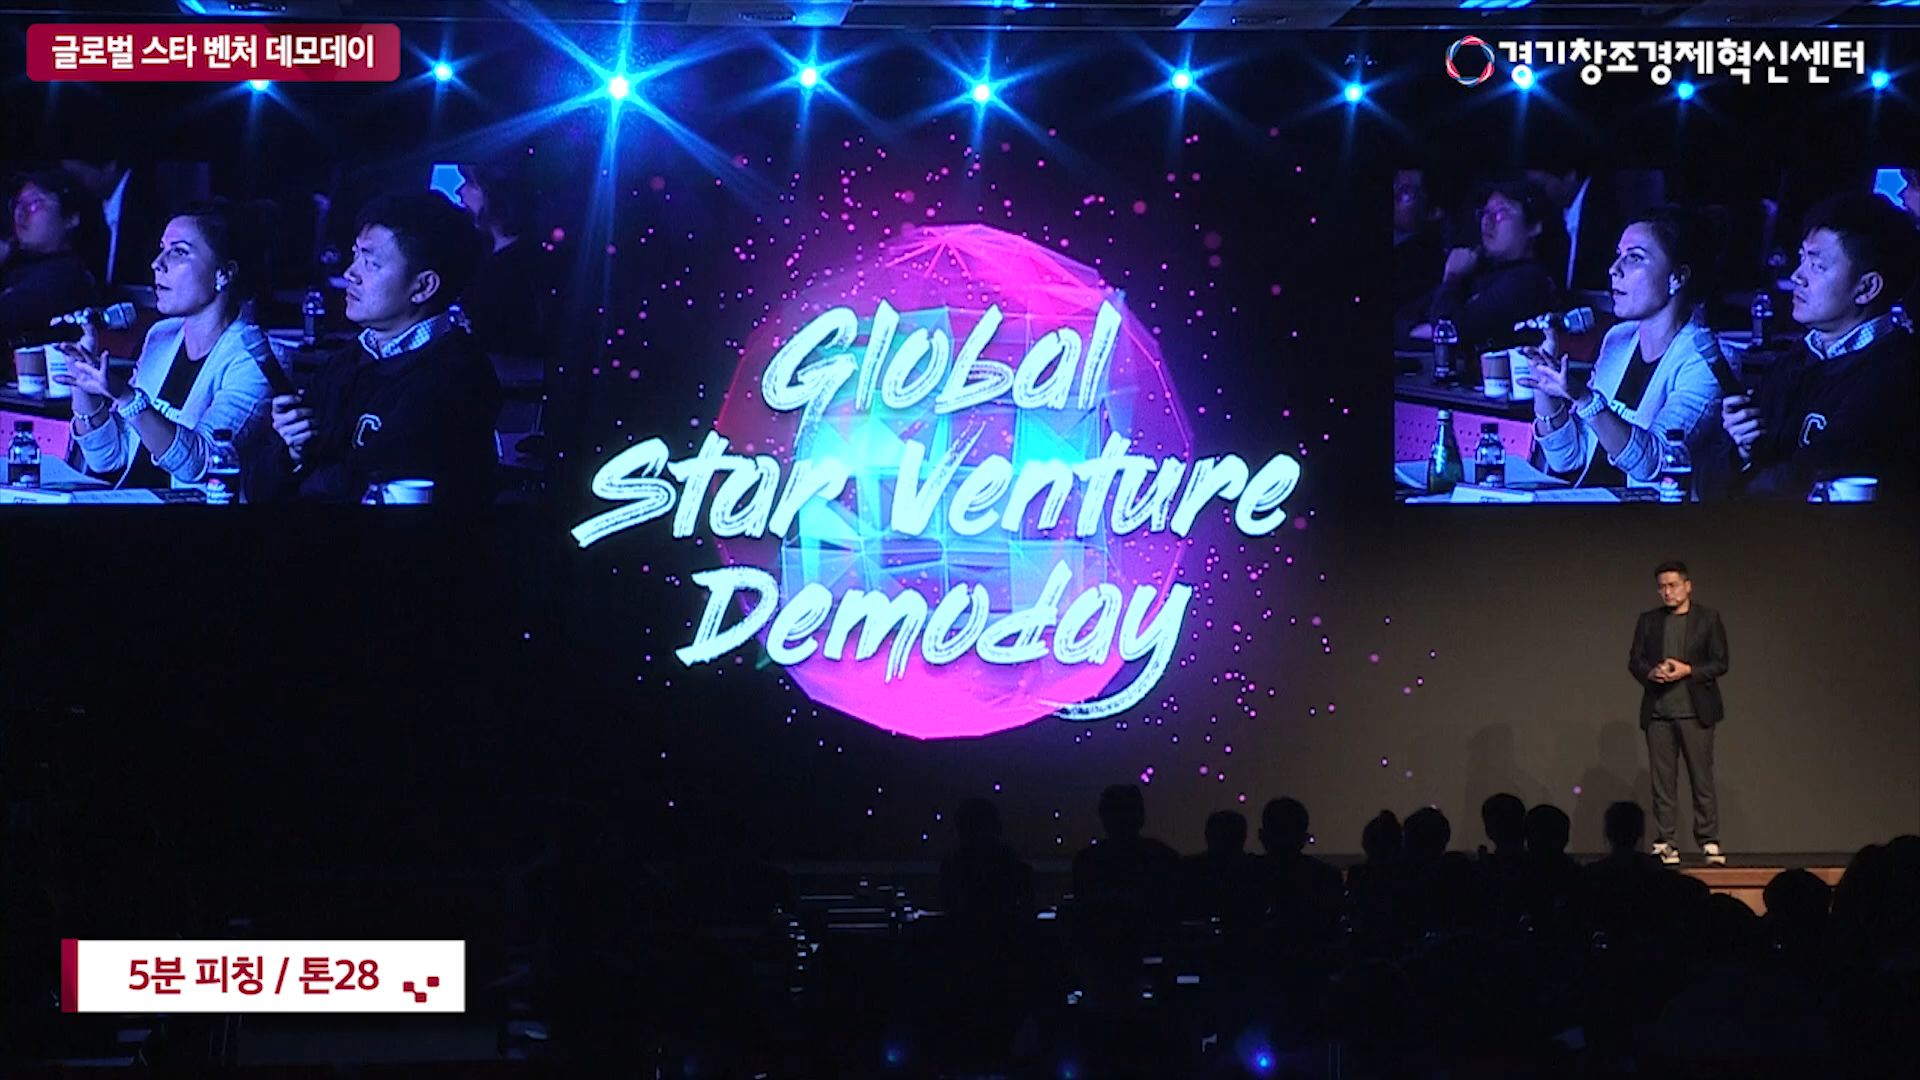 글로벌 스타 벤처 데모데이
경기창조경제혁신센터
Global
Star Venture
Demoday
C
C
5분 피칭 / 톤28